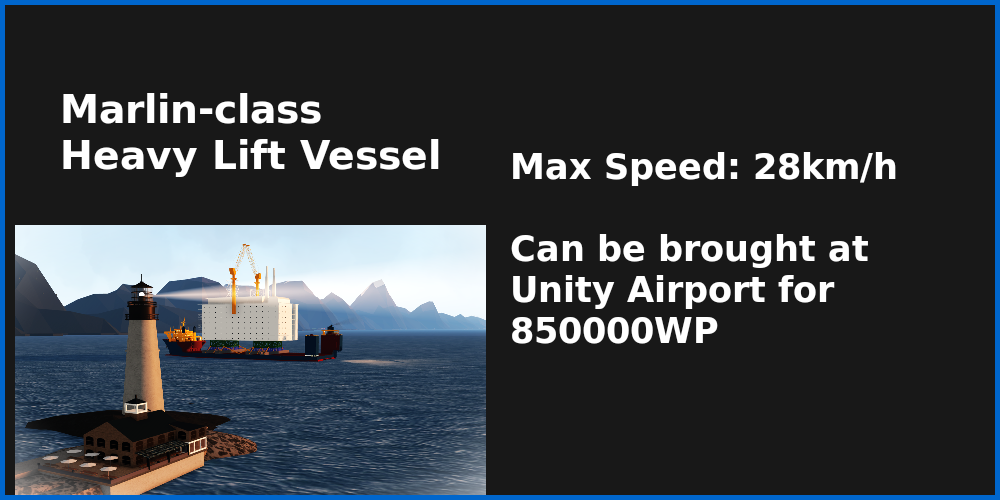 Marlin-class
Heavy Lift Vessel
Max Speed: 28km/h
Can be brought at
Unity Airport for
850000WP